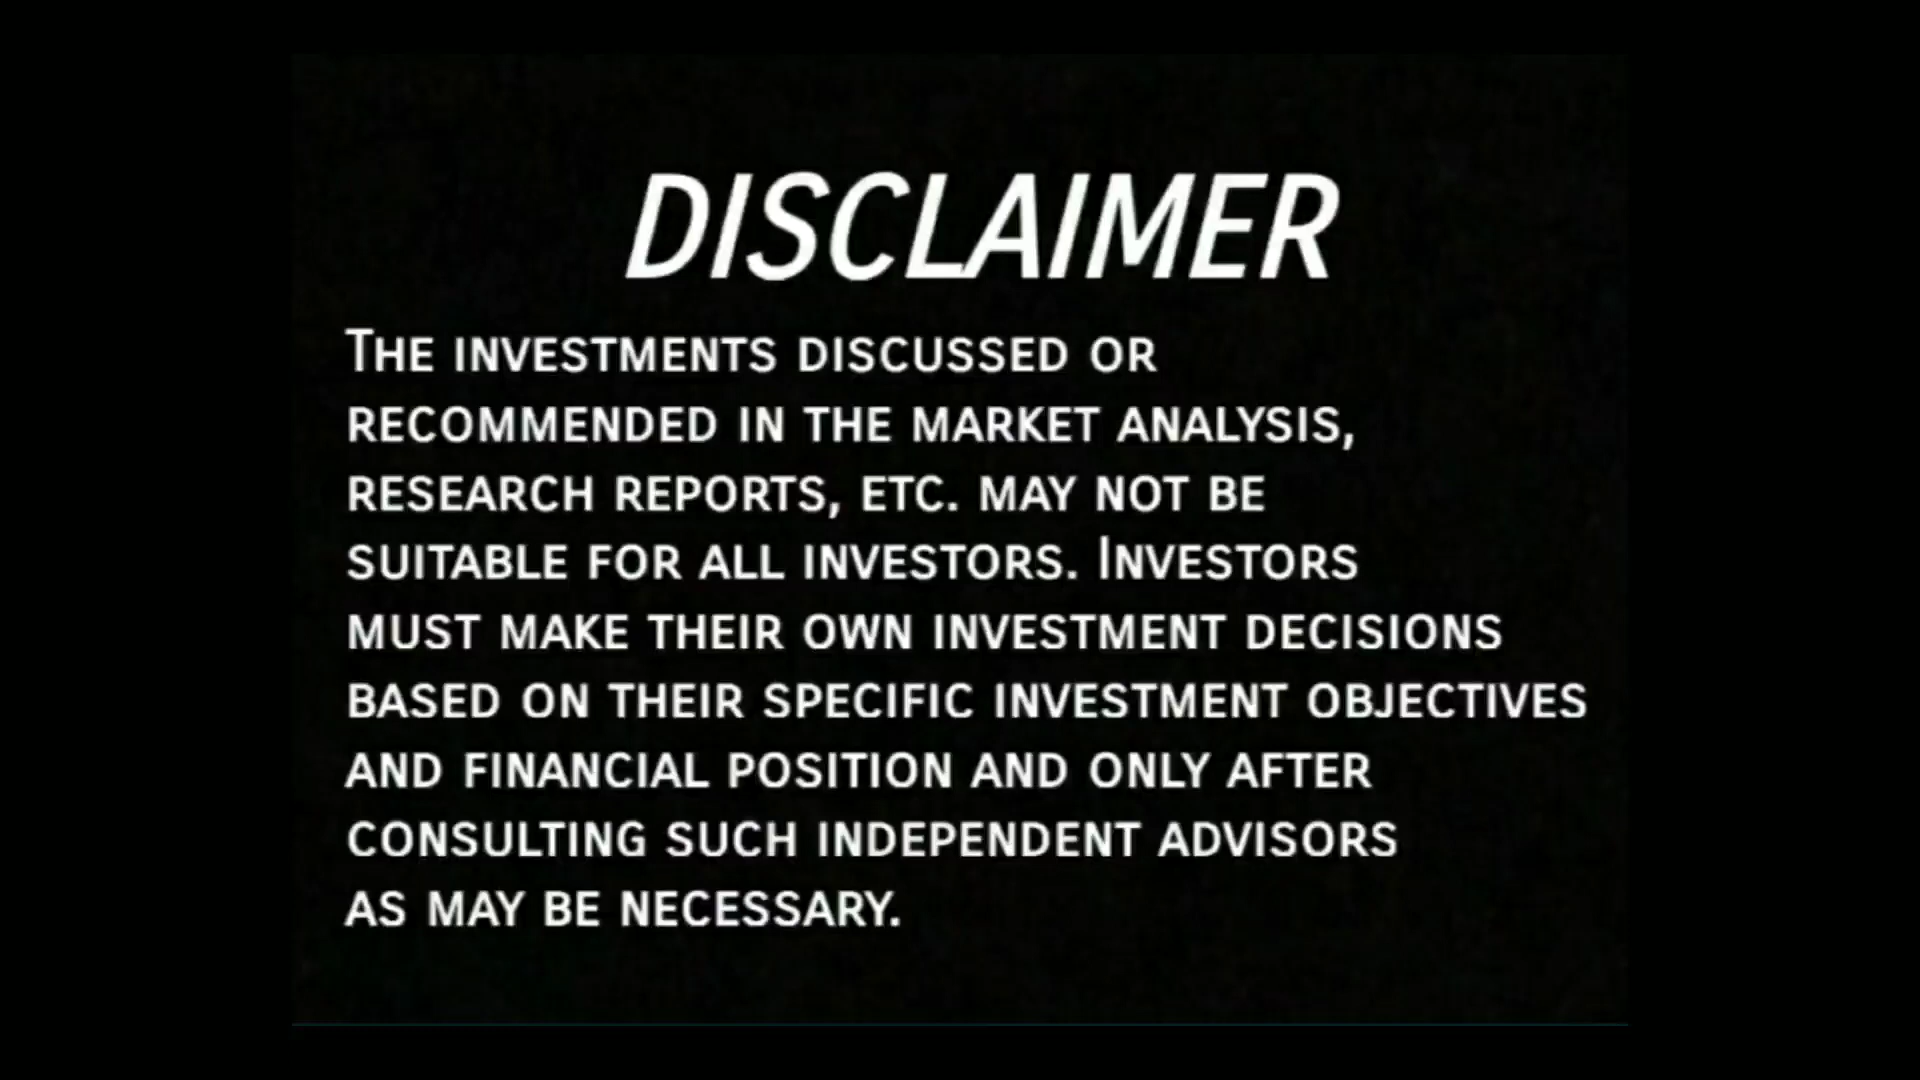 DISCLAIMER
The investments discussed or
recommended in the market analysis,
research reports, etc. may not be
suitable for all investors. Investors
must make their own investment decisions
based on their specific investment objectives
and financial position and only after
consulting such independent advisors
as may be necessary.